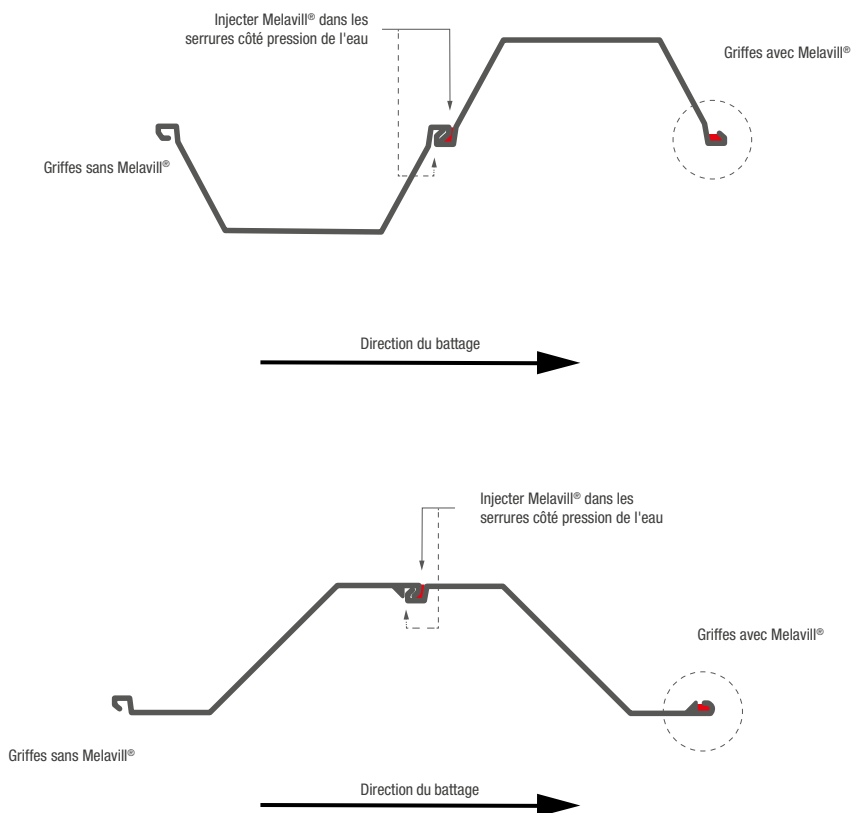 Injecter Melavill® dans les
serrures côté pression de l'eau
Griffes avec Melavill®
Griffes sans Melavill®
Direction du battage
Injecter Melavill® dans les
serrures côté pression de l'eau
Griffes avec Melavill®
Griffes sans Melavill®
Direction du battage